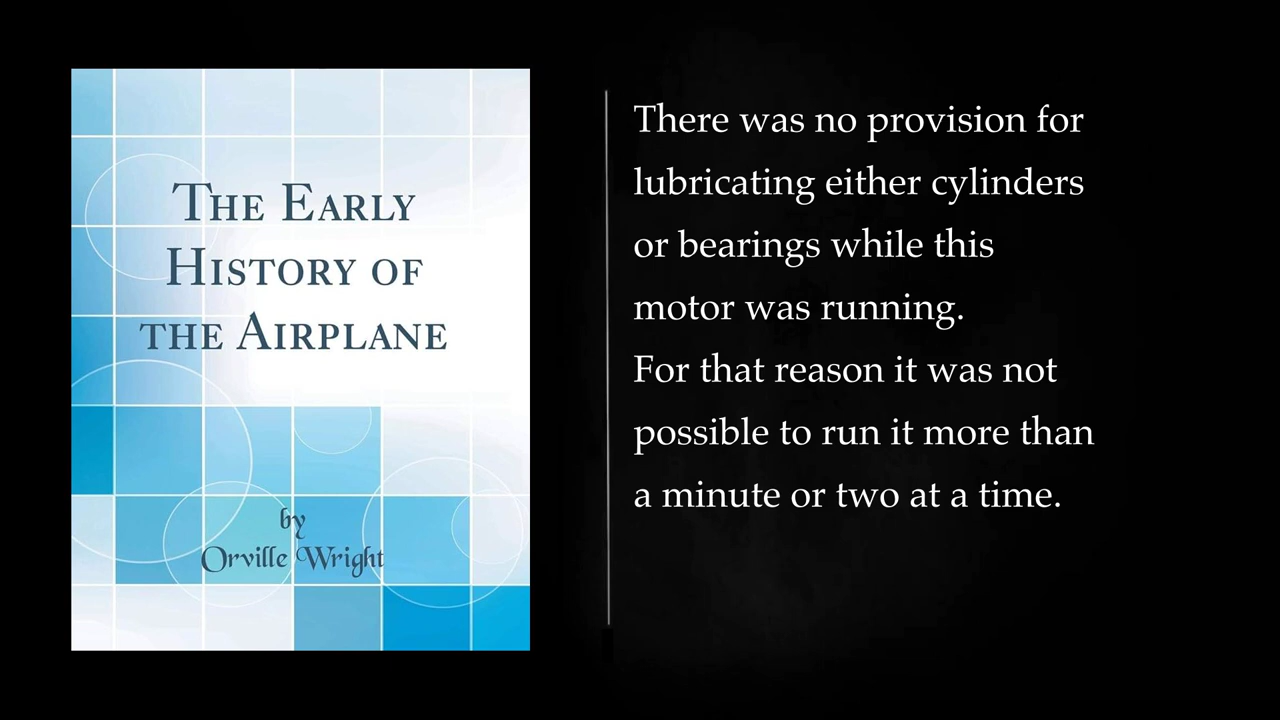 The Early
History of
the Airplane
by
Orville Wright
There was no provision for
lubricating either cylinders
or bearings while this
motor was running.
For that reason it was not
possible to run it more than
a minute or two at a time.